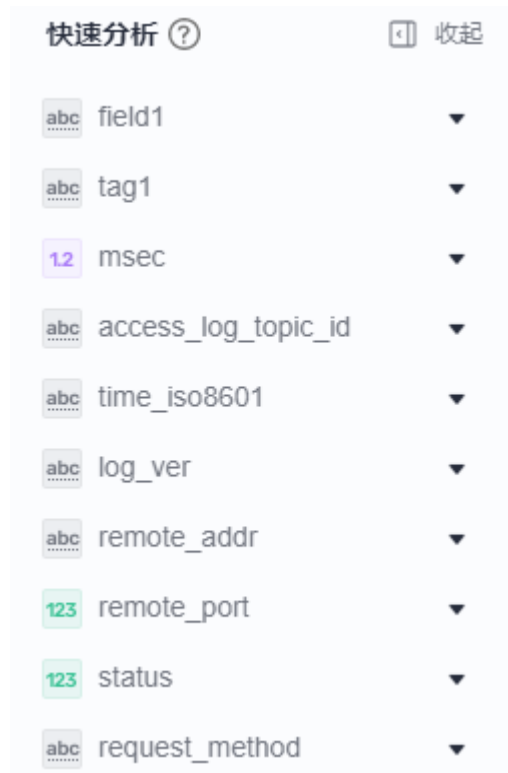 快速分析 ? 收起
abc field1
abc tag1
1.2 msec
abc access_log_topic_id
abc time_iso8601
abc log_ver
abc remote_addr
123 remote_port
123 status
abc request_method